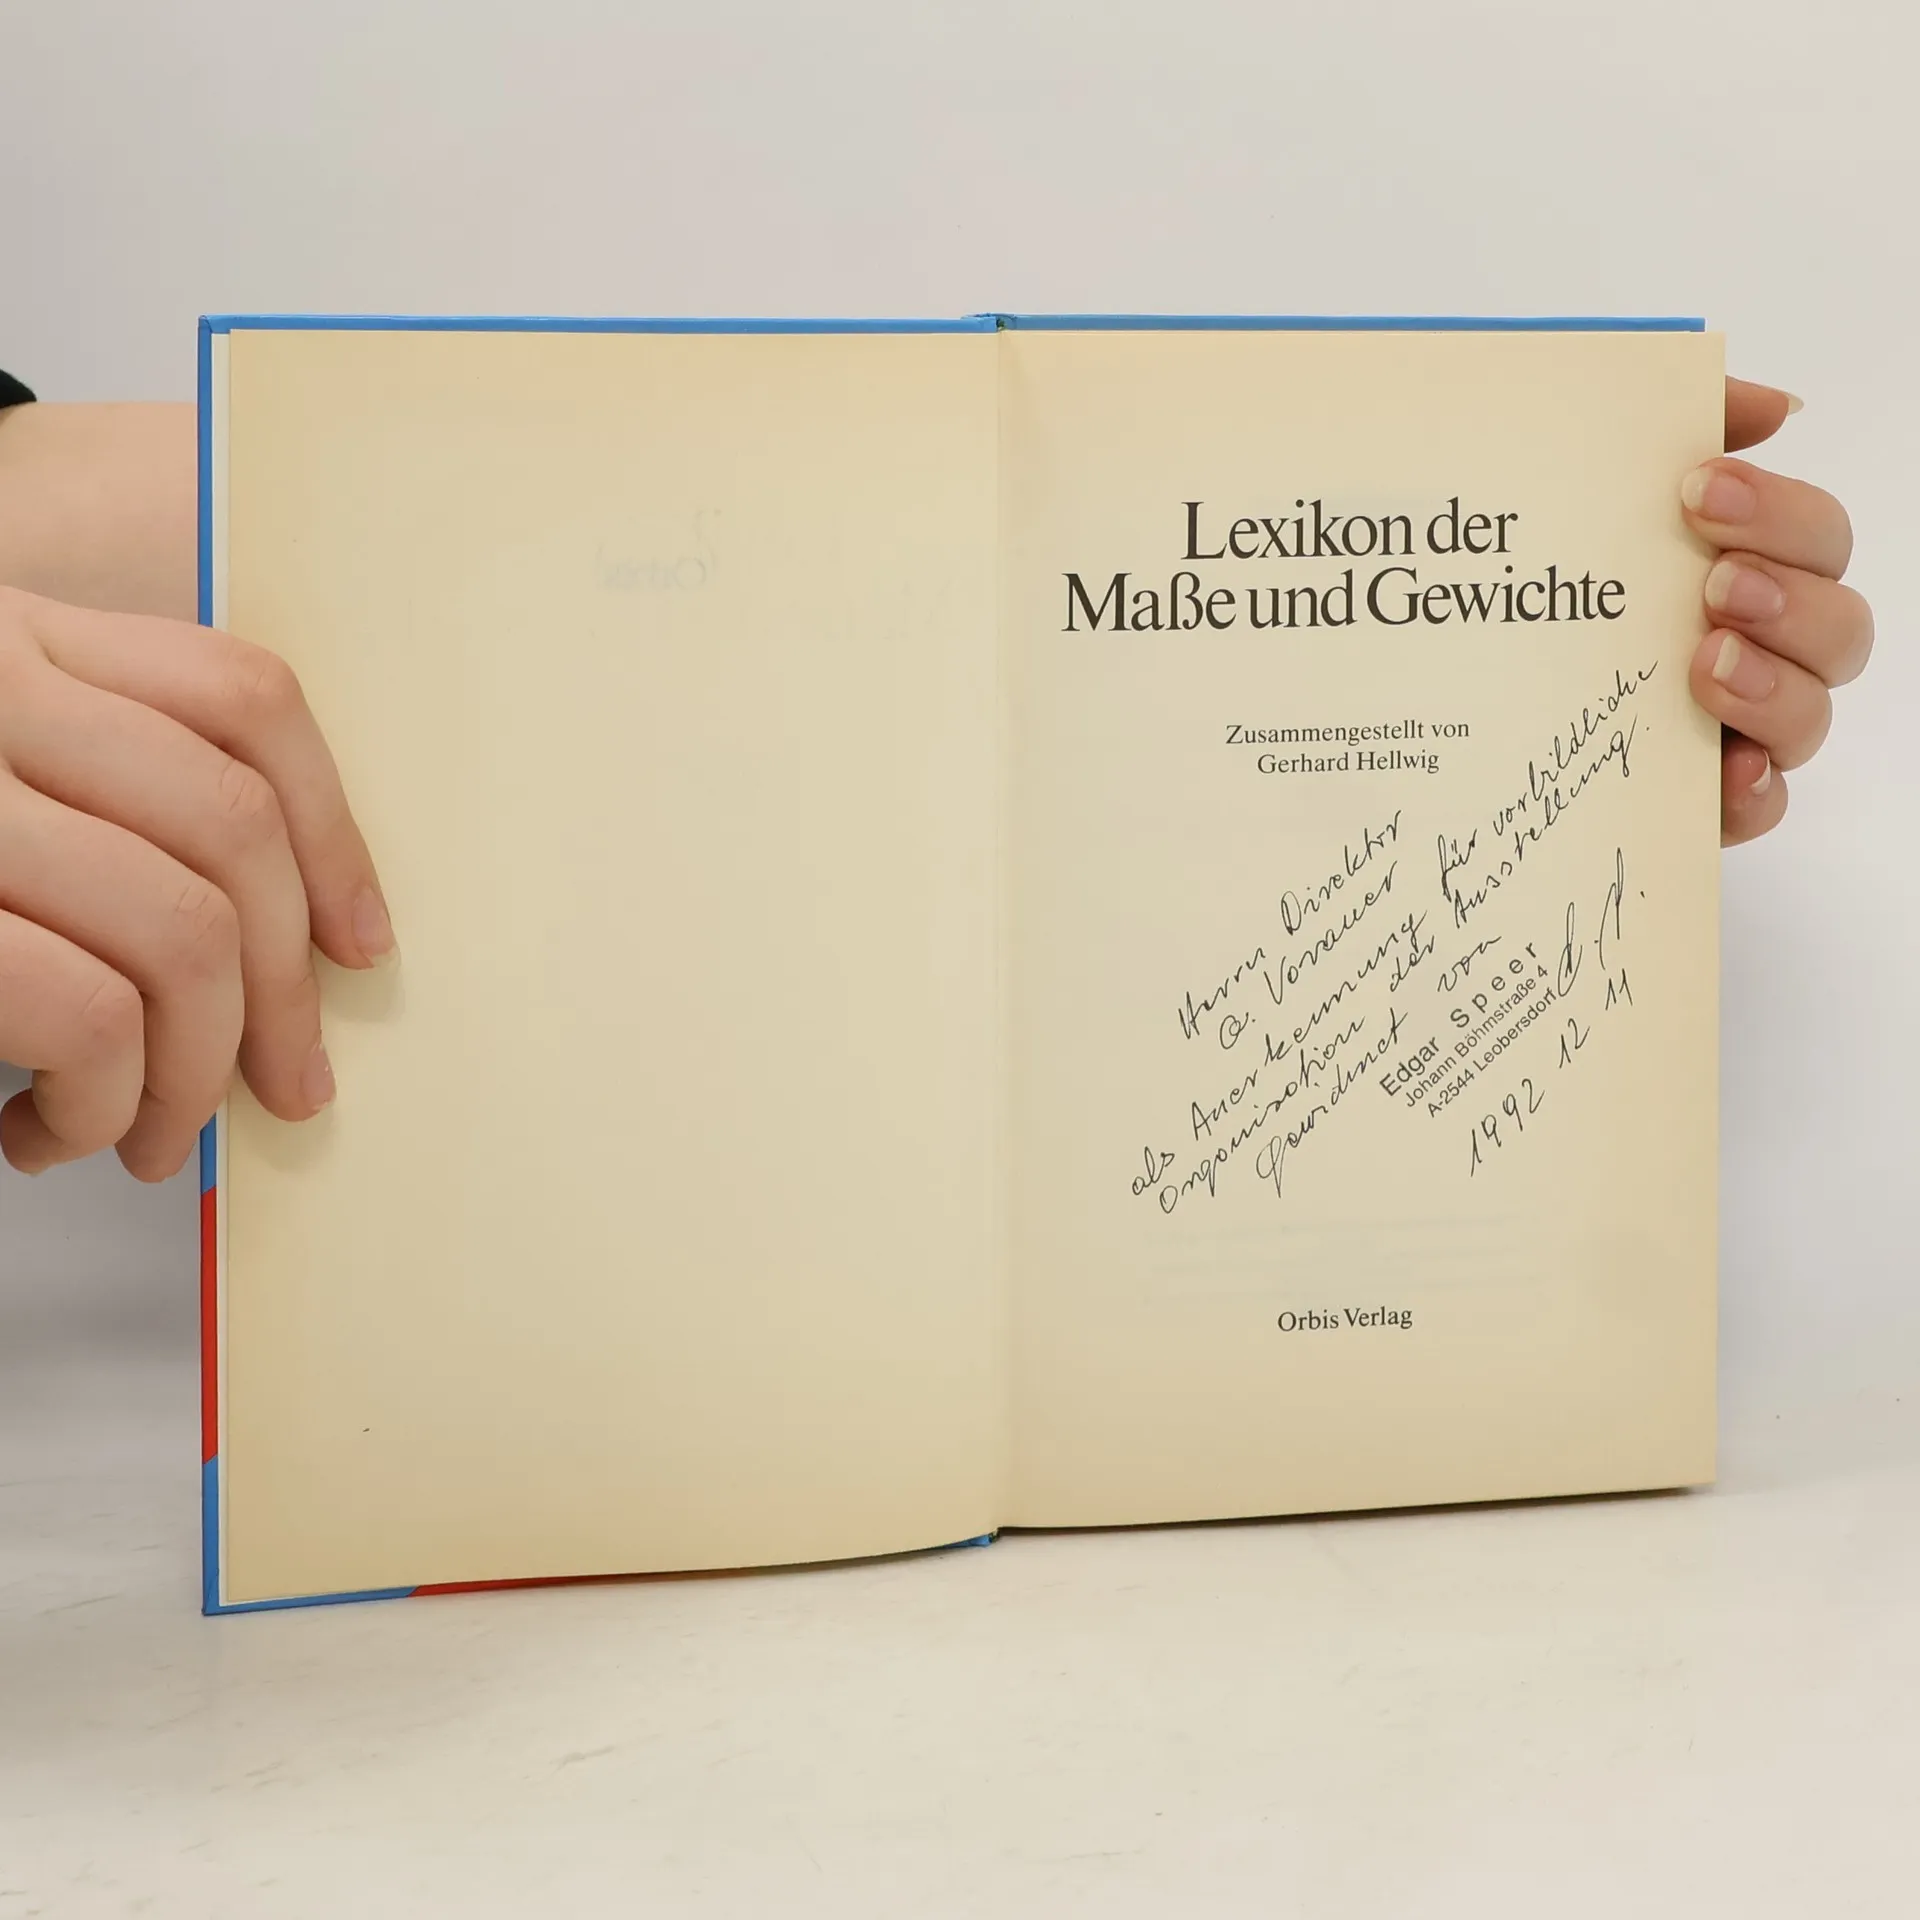 Lexikon der
Maße und Gewichte
Zusammengestellt von
Gerhard Hellwig
Herrn Direktor
Vorauer
als Anerkennung für vorbildliche
Organisation der Ausstellung.
Gewidmet von
Edgar Speer
Johann Böhmstraße 4
A-2544 Leobersdorf
1992 12 11
Orbis Verlag